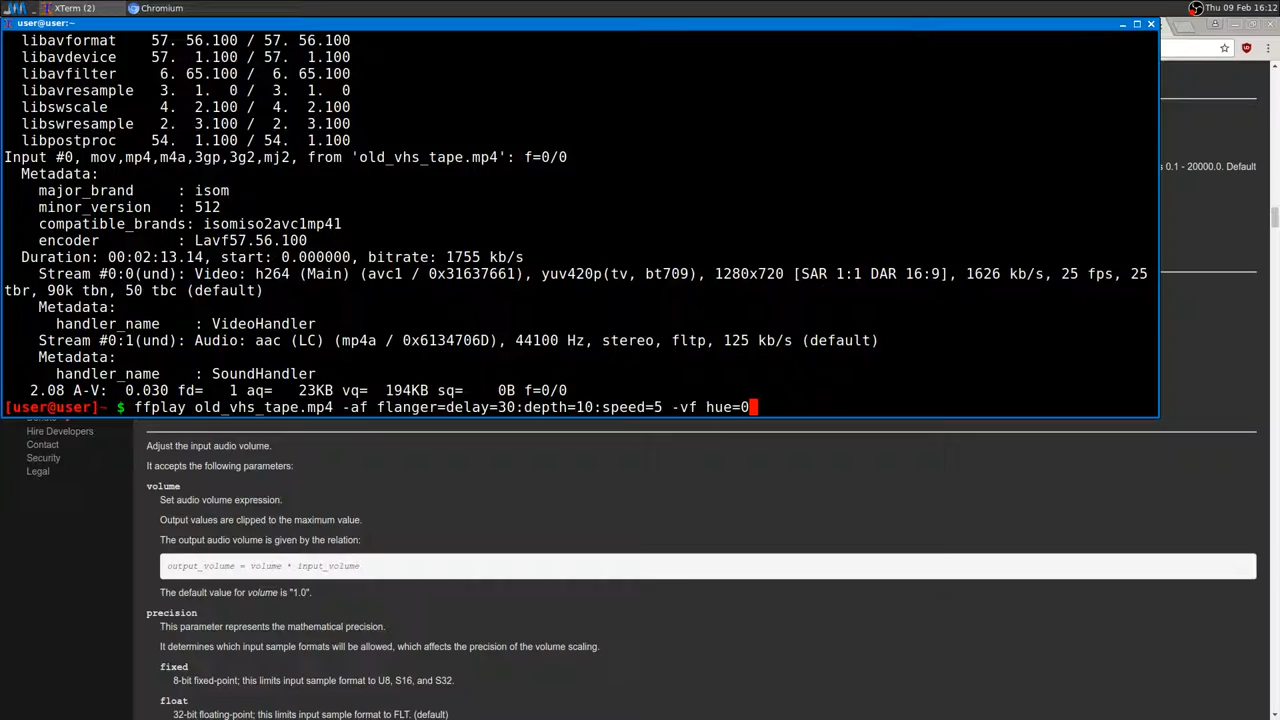 XTerm (2)
Chromium
Thu 09 Feb 16:12
user@user:~
libavformat    57. 56.100 / 57. 56.100
libavdevice    57.  1.100 / 57.  1.100
libavfilter     6. 65.100 /  6. 65.100
libavresample   3.  1.  0 /  3.  1.  0
libswscale      4.  2.100 /  4.  2.100
libswresample   2.  3.100 /  2.  3.100
libpostproc    54.  1.100 / 54.  1.100
Input #0, mov,mp4,m4a,3gp,3g2,mj2, from 'old_vhs_tape.mp4': f=0/0
Metadata:
major_brand     : isom
minor_version   : 512
compatible_brands: isomiso2avc1mp41
encoder         : Lavf57.56.100
Duration: 00:02:13.14, start: 0.000000, bitrate: 1755 kb/s
Stream #0:0(und): Video: h264 (Main) (avc1 / 0x31637661), yuv420p(tv, bt709), 1280x720 [SAR 1:1 DAR 16:9], 1626 kb/s, 25 fps, 25
tbr, 90k tbn, 50 tbc (default)
Metadata:
handler_name    : VideoHandler
Stream #0:1(und): Audio: aac (LC) (mp4a / 0x6134706D), 44100 Hz, stereo, fltp, 125 kb/s (default)
Metadata:
handler_name    : SoundHandler
2.08 A-V:  0.030 fd=   1 aq=   23KB vq=  194KB sq=    0B f=0/0
[user@user]~ $ ffplay old_vhs_tape.mp4 -af flanger=delay=30:depth=10:speed=5 -vf hue=0
s 0.1 - 20000.0. Default
Hire Developers
Contact
Security
Legal
Adjust the input audio volume.
It accepts the following parameters:
volume
Set audio volume expression.
Output values are clipped to the maximum value.
The output audio volume is given by the relation:
output_volume = volume * input_volume
The default value for volume is "1.0".
precision
This parameter represents the mathematical precision.
It determines which input sample formats will be allowed, which affects the precision of the volume scaling.
fixed
8-bit fixed-point; this limits input sample format to U8, S16, and S32.
float
32-bit floating-point; this limits input sample format to FLT. (default)